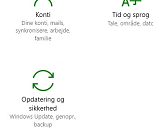 Konti
Dine konti, mails,
synkronisere, arbejde,
familie
Tid og sprog
Tale, område, dato
Opdatering og
sikkerhed
Windows Update, genopr,
backup